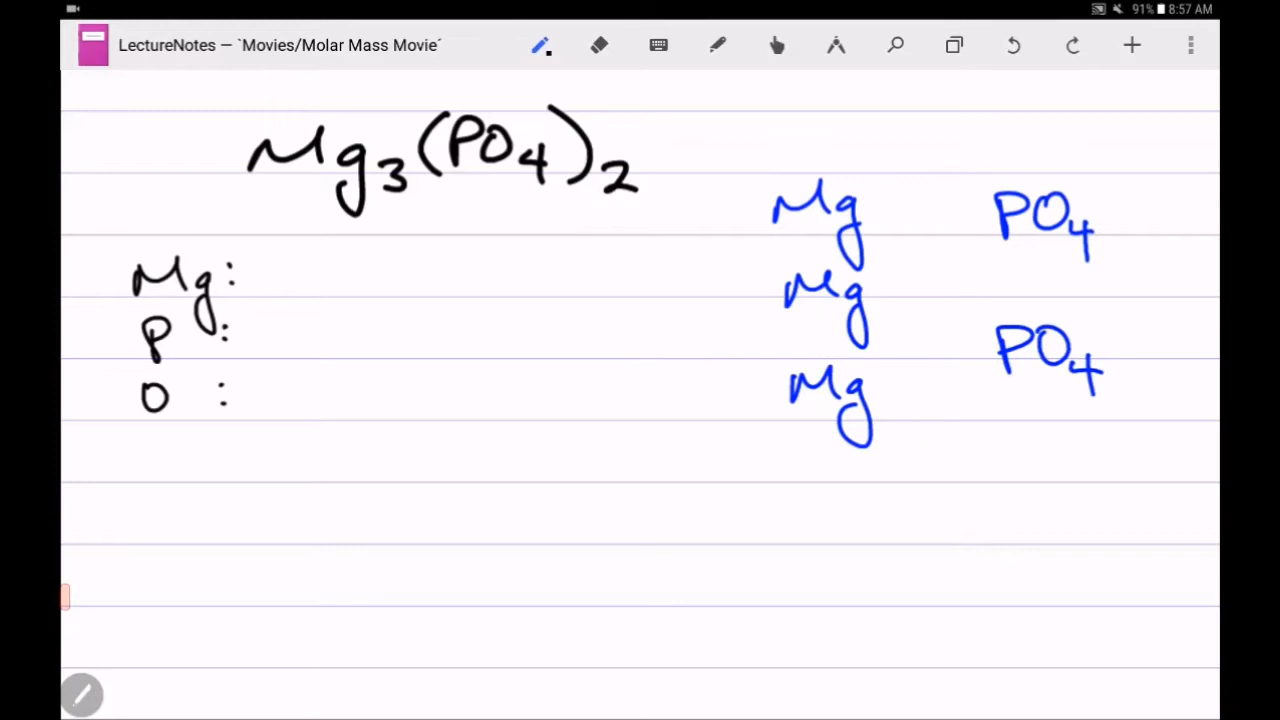 91% 8:57 AM
LectureNotes — `Movies/Molar Mass Movie´
Mg₃(PO₄)₂
Mg PO₄
Mg:
Mg
P :
PO₄
Mg
O :